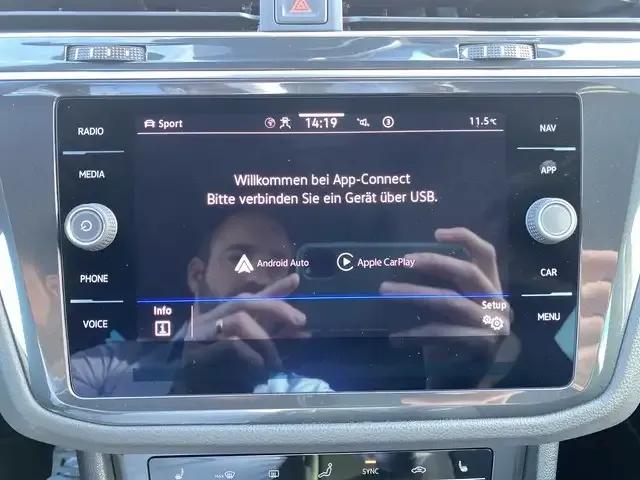 Sport 14:19 3 11.5°C
RADIO
MEDIA
PHONE
VOICE
Willkommen bei App-Connect
Bitte verbinden Sie ein Gerät über USB.
Android Auto Apple CarPlay
Info
Setup
NAV
APP
CAR
MENU
SYNC